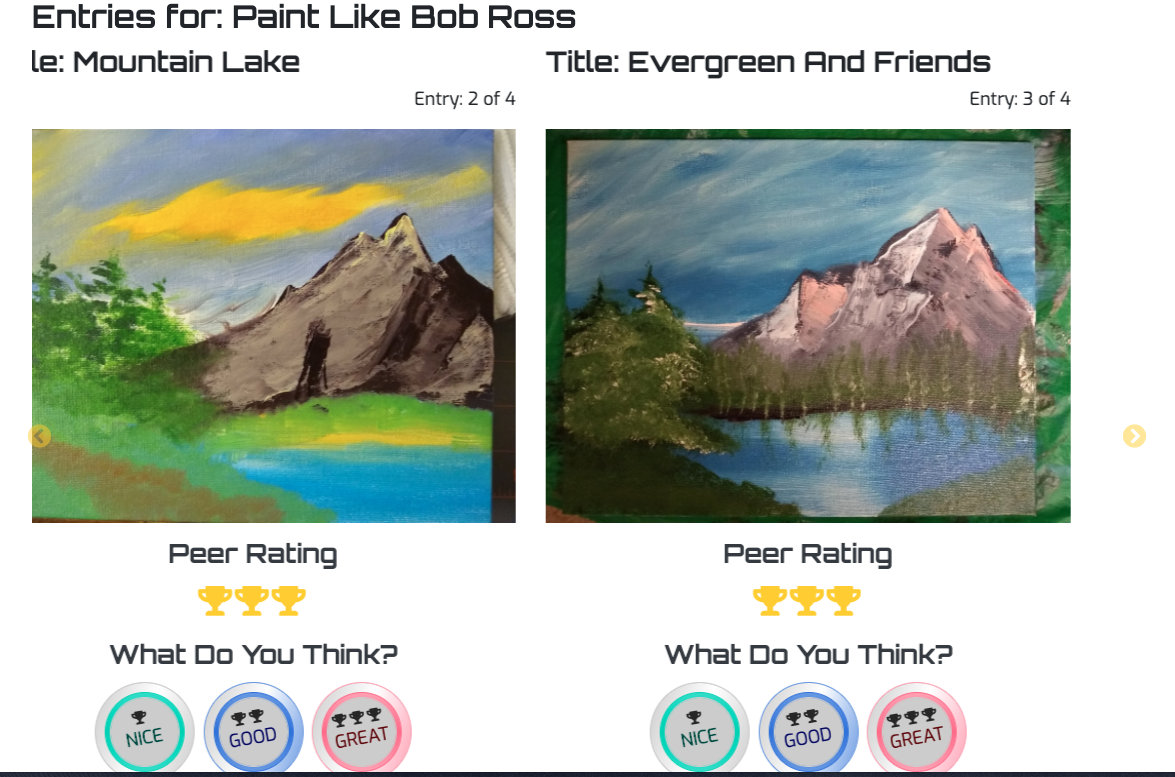 Entries for: Paint Like Bob Ross
le: Mountain Lake
Entry: 2 of 4
Peer Rating
What Do You Think?
NICE
GOOD
GREAT
Title: Evergreen And Friends
Entry: 3 of 4
Peer Rating
What Do You Think?
NICE
GOOD
GREAT